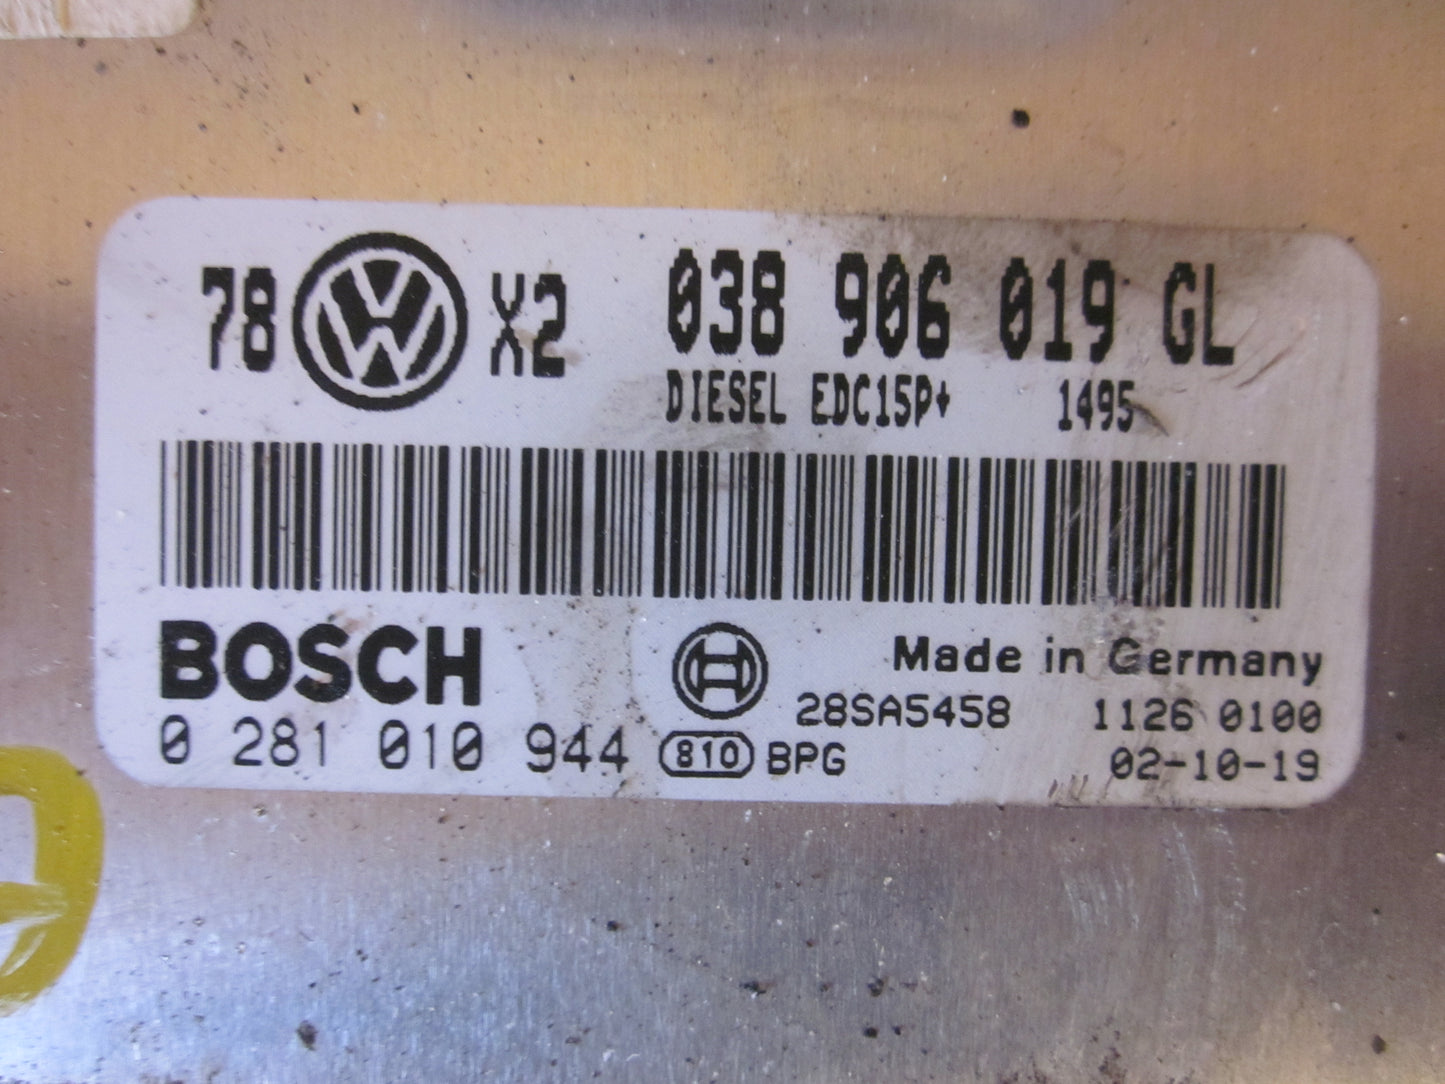 78 VW X2 038 906 019 GL
DIESEL EDC15P+ 1495
BOSCH
Made in Germany
28SA5458 1126 0100
0 281 010 944 810 BPG 02-10-19